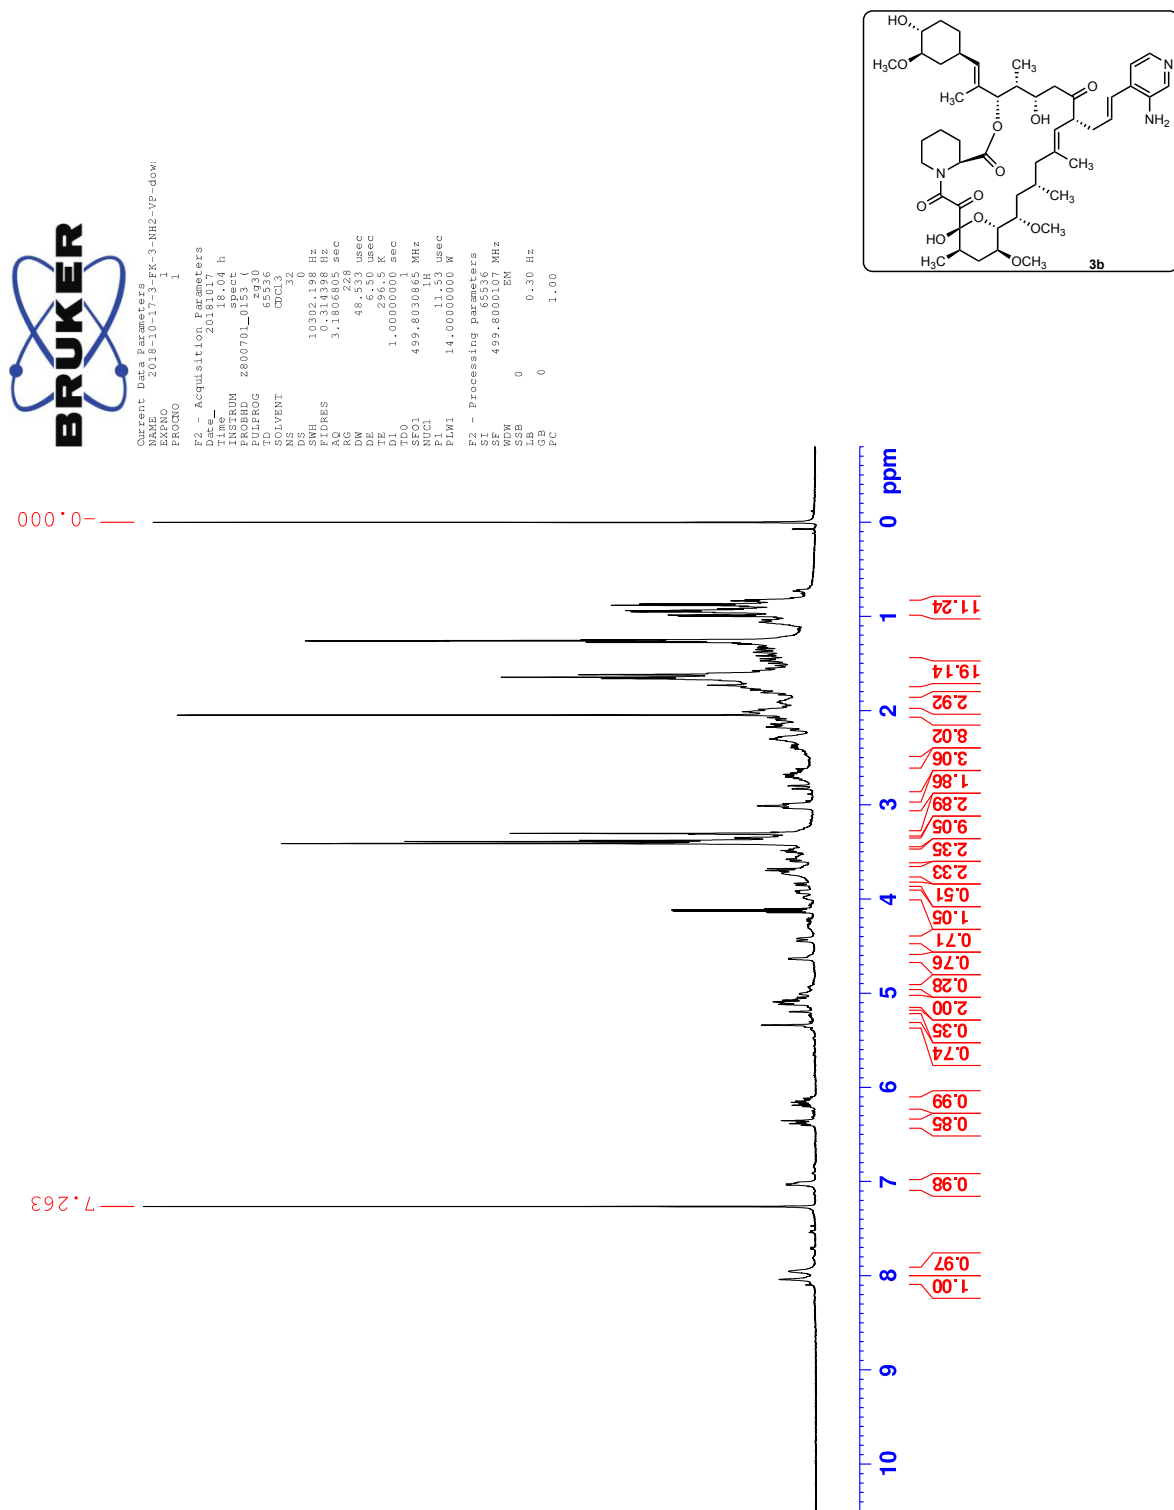 HO
H₃CO
CH₃
H₃C
OH
O
N
NH₂
O
O
CH₃
N
O
O
CH₃
O
O
HO
OCH₃
H₃C
OCH₃
3b
BRUKER
Current Data Parameters
NAME 2018-10-17-3-FK-3-NH2-VP-down
EXPNO 1
PROCNO 1
F2 - Acquisition Parameters
Date_ 20181017
Time 18.04 h
INSTRUM spect
PROBHD Z800701_0153 (
PULPROG zg30
TD 65536
SOLVENT CDCl3
NS 32
DS 0
SWH 10302.198 Hz
FIDRES 0.314398 Hz
AQ 3.1806805 sec
RG 228
DW 48.533 usec
DE 6.50 usec
TE 296.5 K
D1 1.00000000 sec
TD0 1
SFO1 499.8030865 MHz
NUC1 1H
P1 11.53 usec
PLW1 14.00000000 W
F2 - Processing parameters
SI 65536
SF 499.8000107 MHz
WDW EM
SSB 0
LB 0.30 Hz
GB 0
PC 1.00
-0.000
7.263
ppm
0
1
2
3
4
5
6
7
8
9
10
11.24
19.14
2.92
8.02
3.06
1.86
2.89
9.05
2.35
2.33
0.51
1.05
0.71
0.76
0.28
2.00
0.35
0.74
0.99
0.85
0.98
0.97
1.00